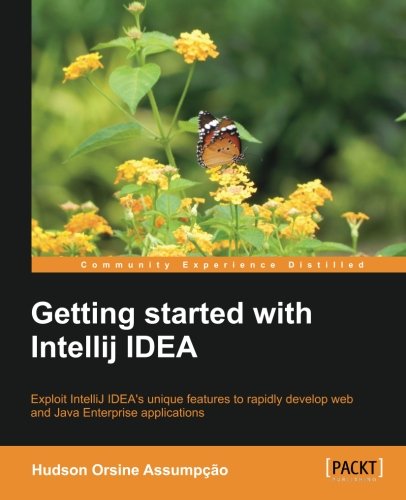 Community Experience Distilled
Getting started with
Intellij IDEA
Exploit IntelliJ IDEA's unique features to rapidly develop web
and Java Enterprise applications
Hudson Orsine Assumpção
[PACKT]
PUBLISHING